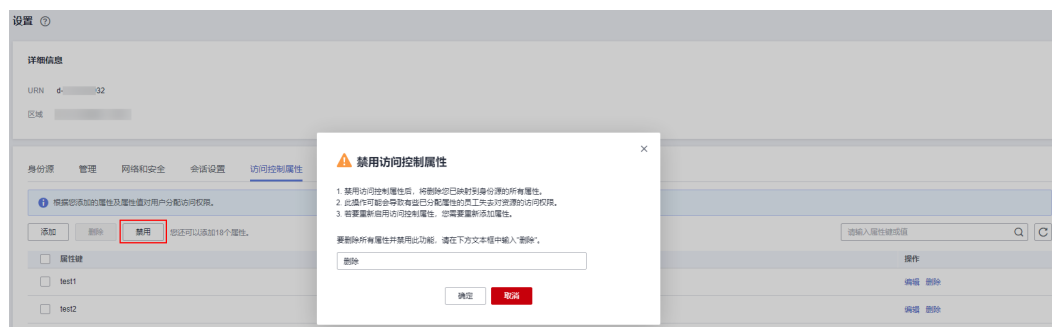 设置
详细信息
URN d- 32
区域
身份源 管理 网络和安全 会话设置 访问控制属性
根据您添加的属性及属性值对用户分配访问权限。
添加 删除 禁用 您还可以添加18个属性。
请输入属性键或值
属性键 操作
test1 编辑 删除
test2 编辑 删除
禁用访问控制属性
1. 禁用访问控制属性后，将删除您已映射到身份源的所有属性。
2. 此操作可能会导致有些已分配属性的员工失去对资源的访问权限。
3. 若要重新启用访问控制属性，您需要重新添加属性。
要删除所有属性并禁用此功能，请在下方文本框中输入“删除”。
删除
确定 取消